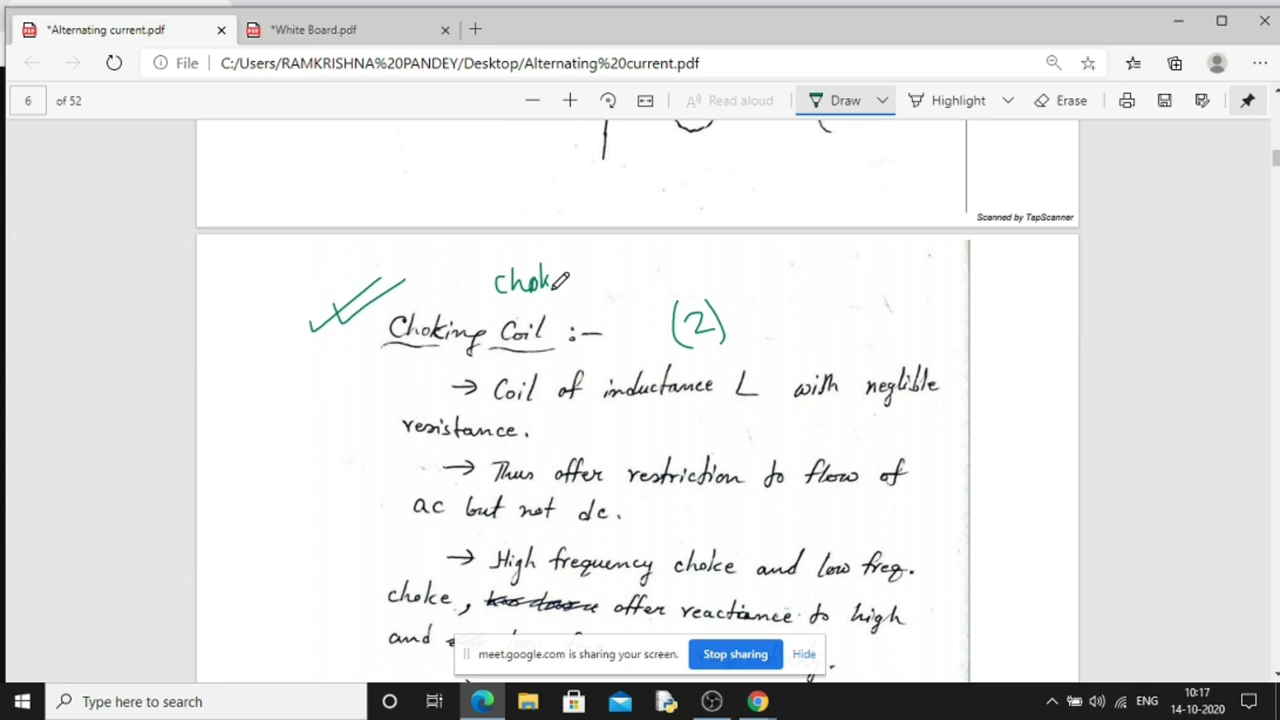 *Alternating current.pdf
*White Board.pdf
File
C:/Users/RAMKRISHNA%20PANDEY/Desktop/Alternating%20current.pdf
6 of 52
Read aloud
Draw
Highlight
Erase
Scanned by TapScanner
chok
Choking Coil :-
(2)
→ Coil of inductance L with neglible
resistance.
→ Thus offer restriction to flow of
ac but not dc.
→ High frequency choke and low freq.
choke, offer reactance to high
and
meet.google.com is sharing your screen.
Stop sharing
Hide
Type here to search
ENG
10:17
14-10-2020